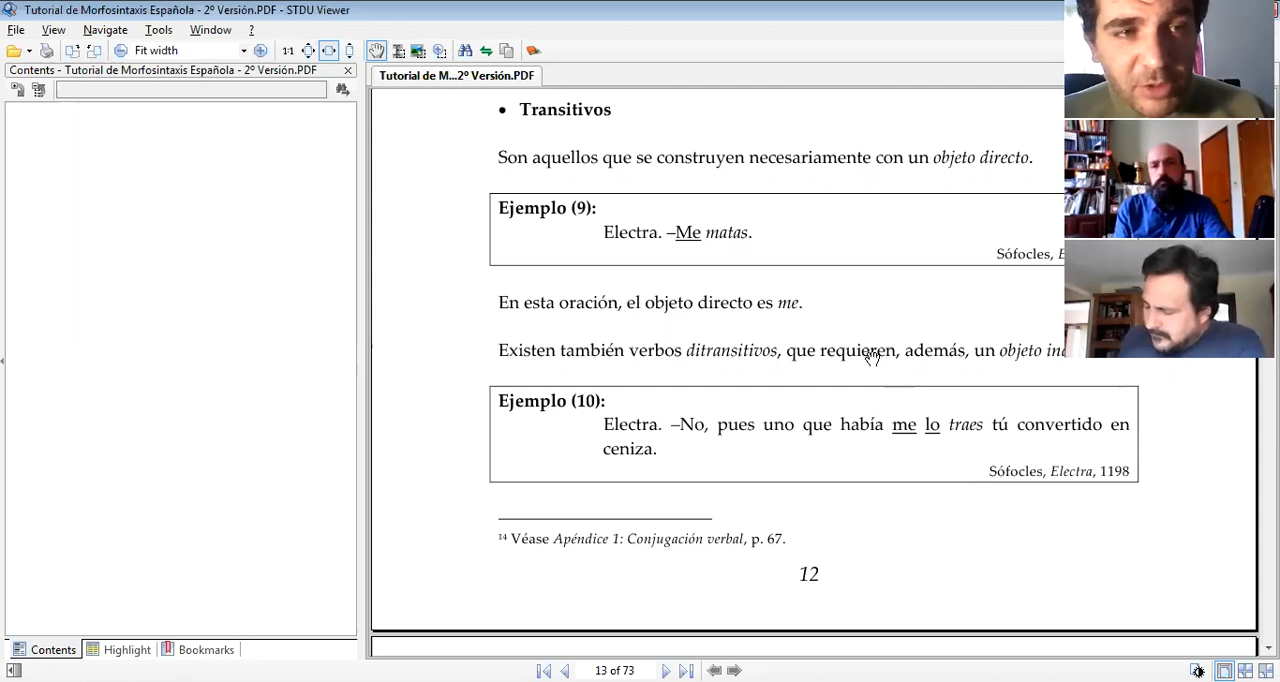 Tutorial de Morfosintaxis Española - 2º Versión.PDF - STDU Viewer
File View Navigate Tools Window ?
Fit width 1:1
Contents - Tutorial de Morfosintaxis Española - 2º Versión.PDF
Tutorial de M...2º Versión.PDF
• Transitivos
Son aquellos que se construyen necesariamente con un objeto directo.
Ejemplo (9):
Electra. –Me matas.
Sófocles,
En esta oración, el objeto directo es me.
Existen también verbos ditransitivos, que requieren, además, un objeto
Ejemplo (10):
Electra. –No, pues uno que había me lo traes tú convertido en
ceniza.
Sófocles, Electra, 1198
14 Véase Apéndice 1: Conjugación verbal, p. 67.
12
Contents Highlight Bookmarks
13 of 73